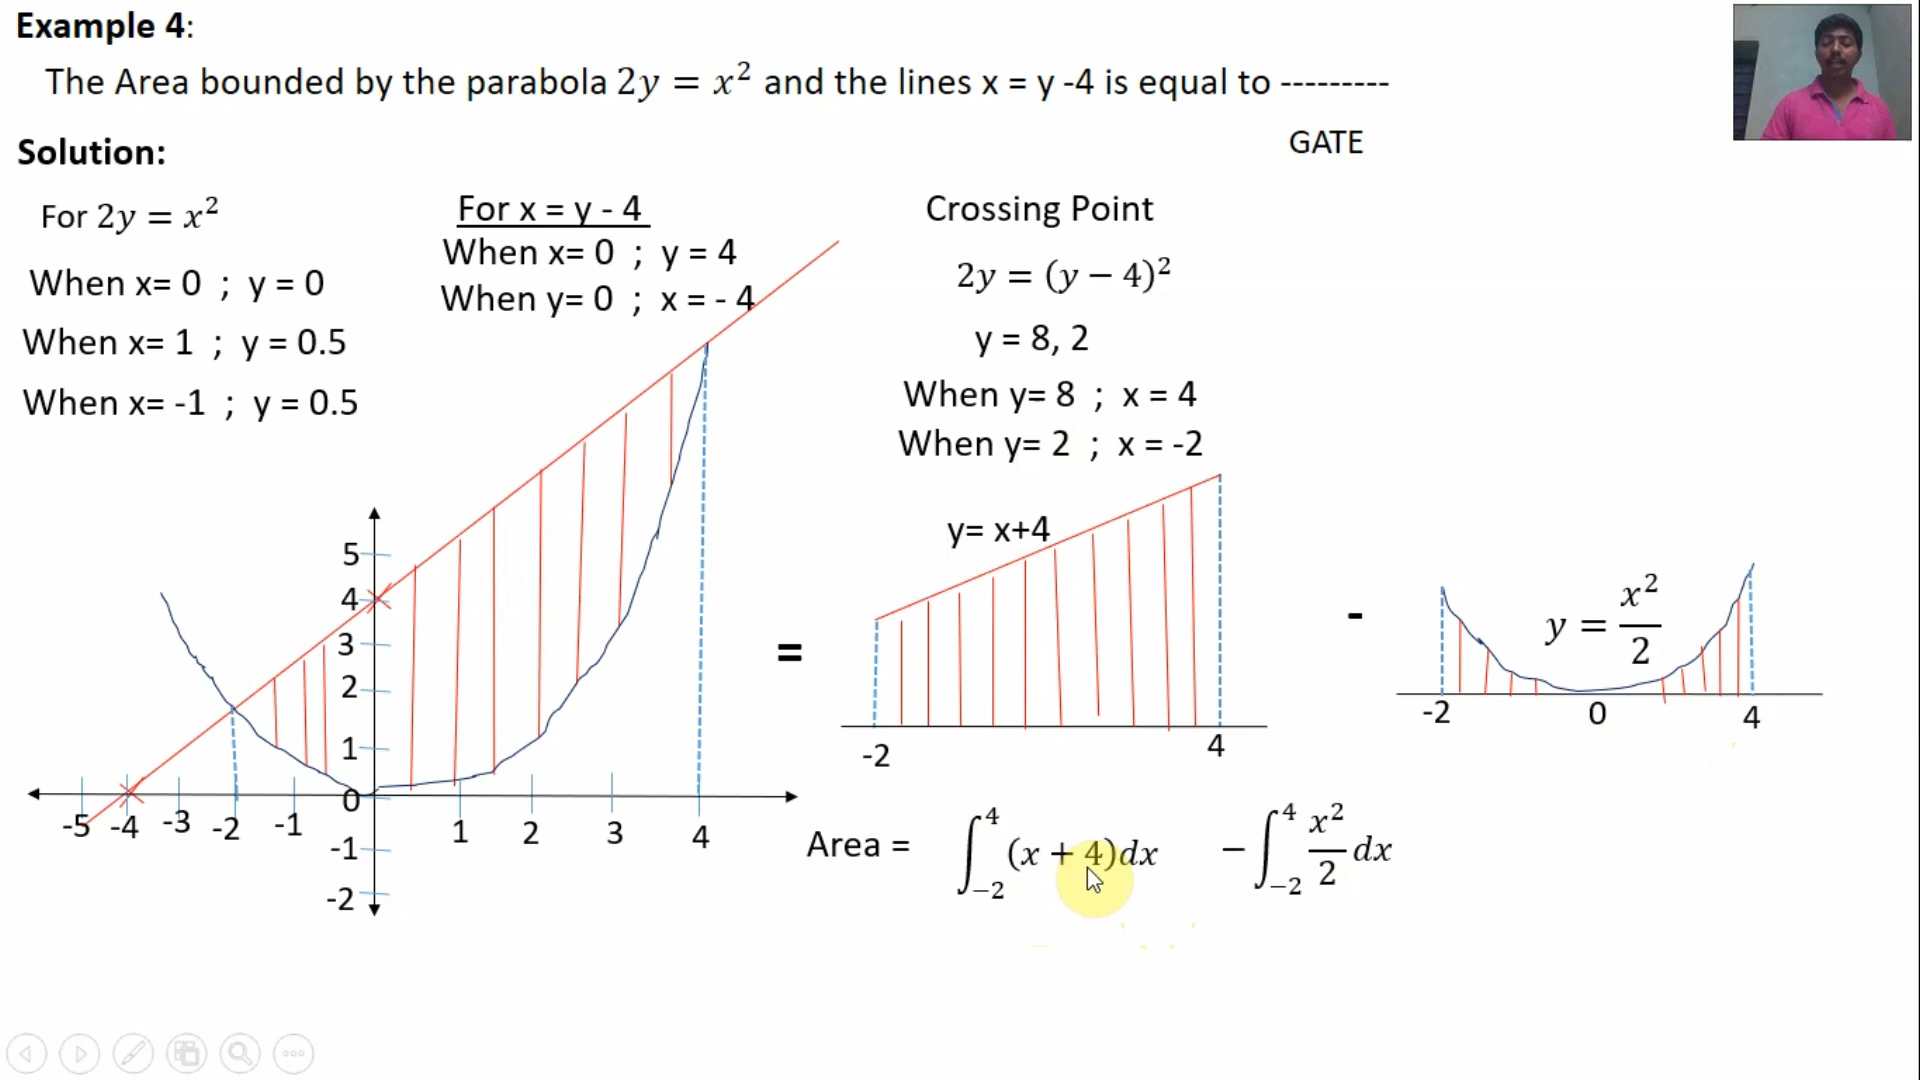 Example 4:
The Area bounded by the parabola 2y = x² and the lines x = y -4 is equal to ---------
GATE
Solution:
For 2y = x²
When x= 0 ; y = 0
When x= 1 ; y = 0.5
When x= -1 ; y = 0.5
For x = y - 4
When x= 0 ; y = 4
When y= 0 ; x = - 4
Crossing Point
2y = (y − 4)²
y = 8, 2
When y= 8 ; x = 4
When y= 2 ; x = -2
5
4
3
2
1
0
-1
-2
-5 -4 -3 -2 -1 1 2 3 4
=
y= x+4
-2 4
-
y = x²/2
-2 0 4
Area = ∫₋₂⁴ (x + 4)dx − ∫₋₂⁴ x²/2 dx